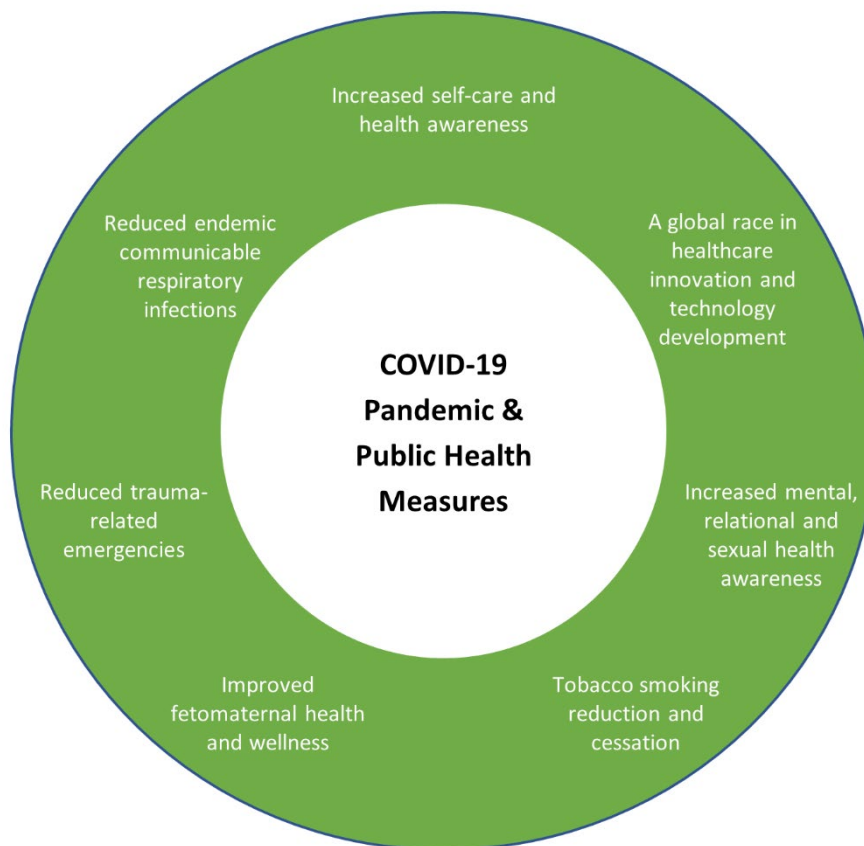 Increased self-care and
health awareness
A global race in
healthcare
innovation and
technology
development
Increased mental,
relational and
sexual health
awareness
Tobacco smoking
reduction and
cessation
Improved
fetomaternal health
and wellness
Reduced trauma-
related
emergencies
Reduced endemic
communicable
respiratory
infections
COVID-19
Pandemic &
Public Health
Measures